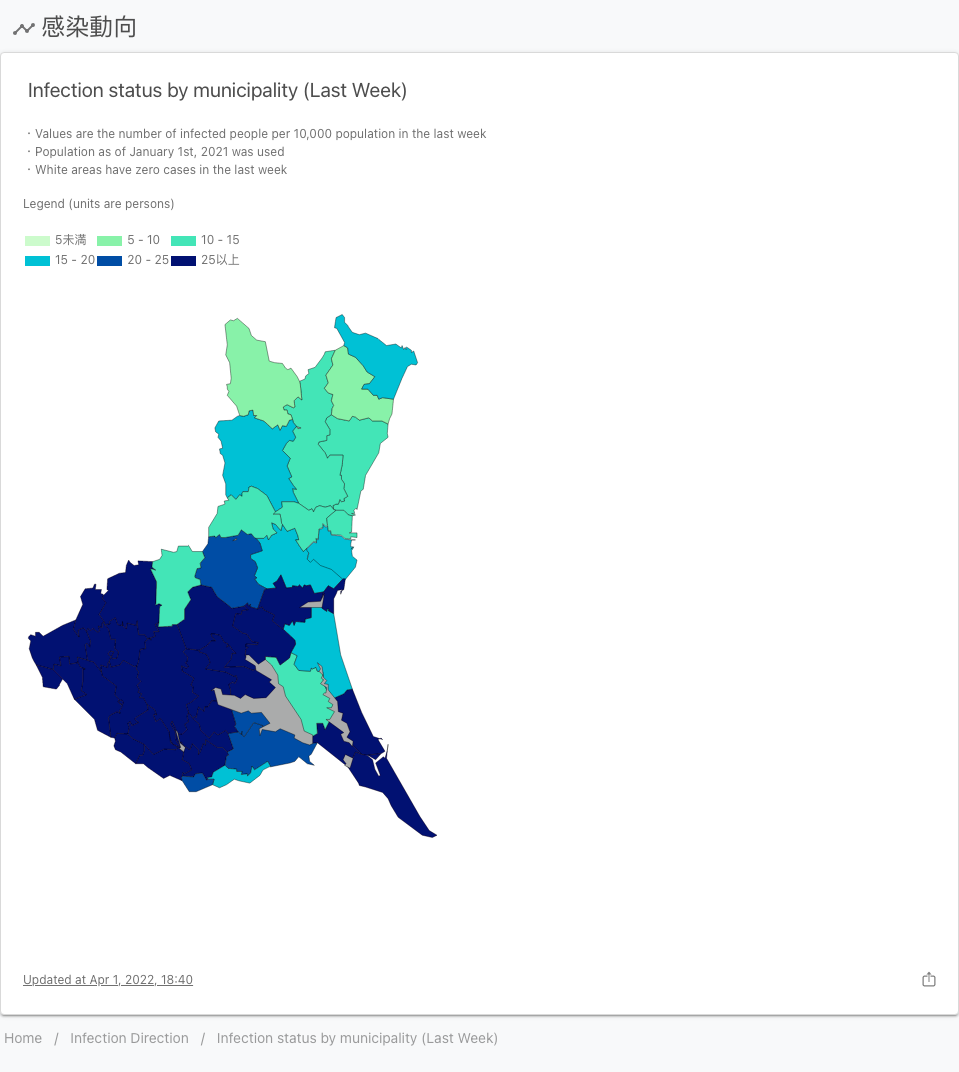 感染動向
Infection status by municipality (Last Week)
・Values are the number of infected people per 10,000 population in the last week
・Population as of January 1st, 2021 was used
・White areas have zero cases in the last week
Legend (units are persons)
5未満 5 - 10 10 - 15
15 - 20 20 - 25 25以上
Updated at Apr 1, 2022, 18:40
Home / Infection Direction / Infection status by municipality (Last Week)